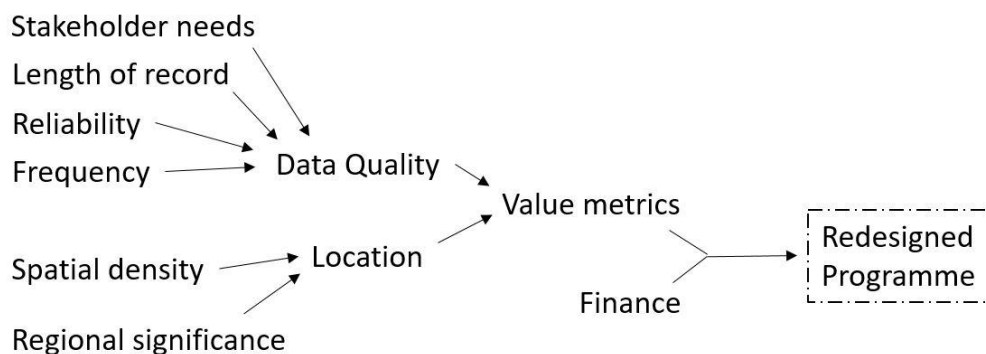 Stakeholder needs
Length of record
Reliability
Frequency
Data Quality
Spatial density
Location
Regional significance
Value metrics
Finance
Redesigned
Programme